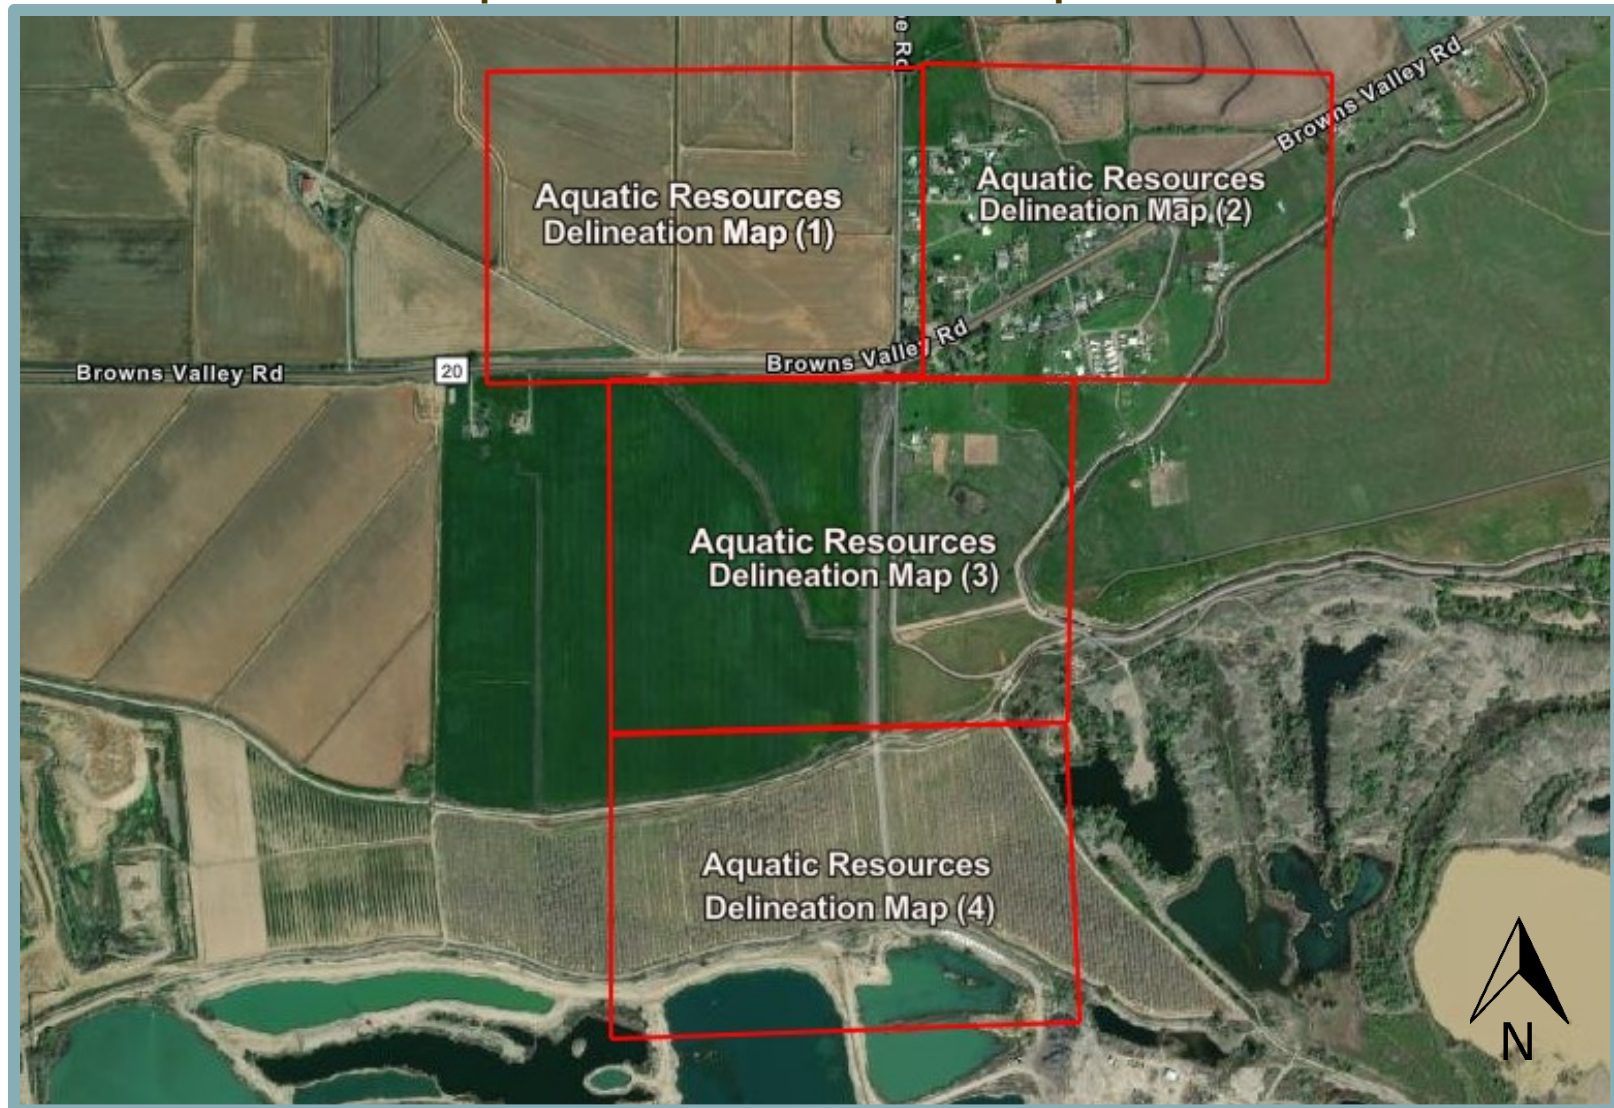 e Rd
Browns Valley Rd
Aquatic Resources
Delineation Map (1)
Aquatic Resources
Delineation Map (2)
Browns Valley Rd
Browns Valley Rd
20
Aquatic Resources
Delineation Map (3)
Aquatic Resources
Delineation Map (4)
N